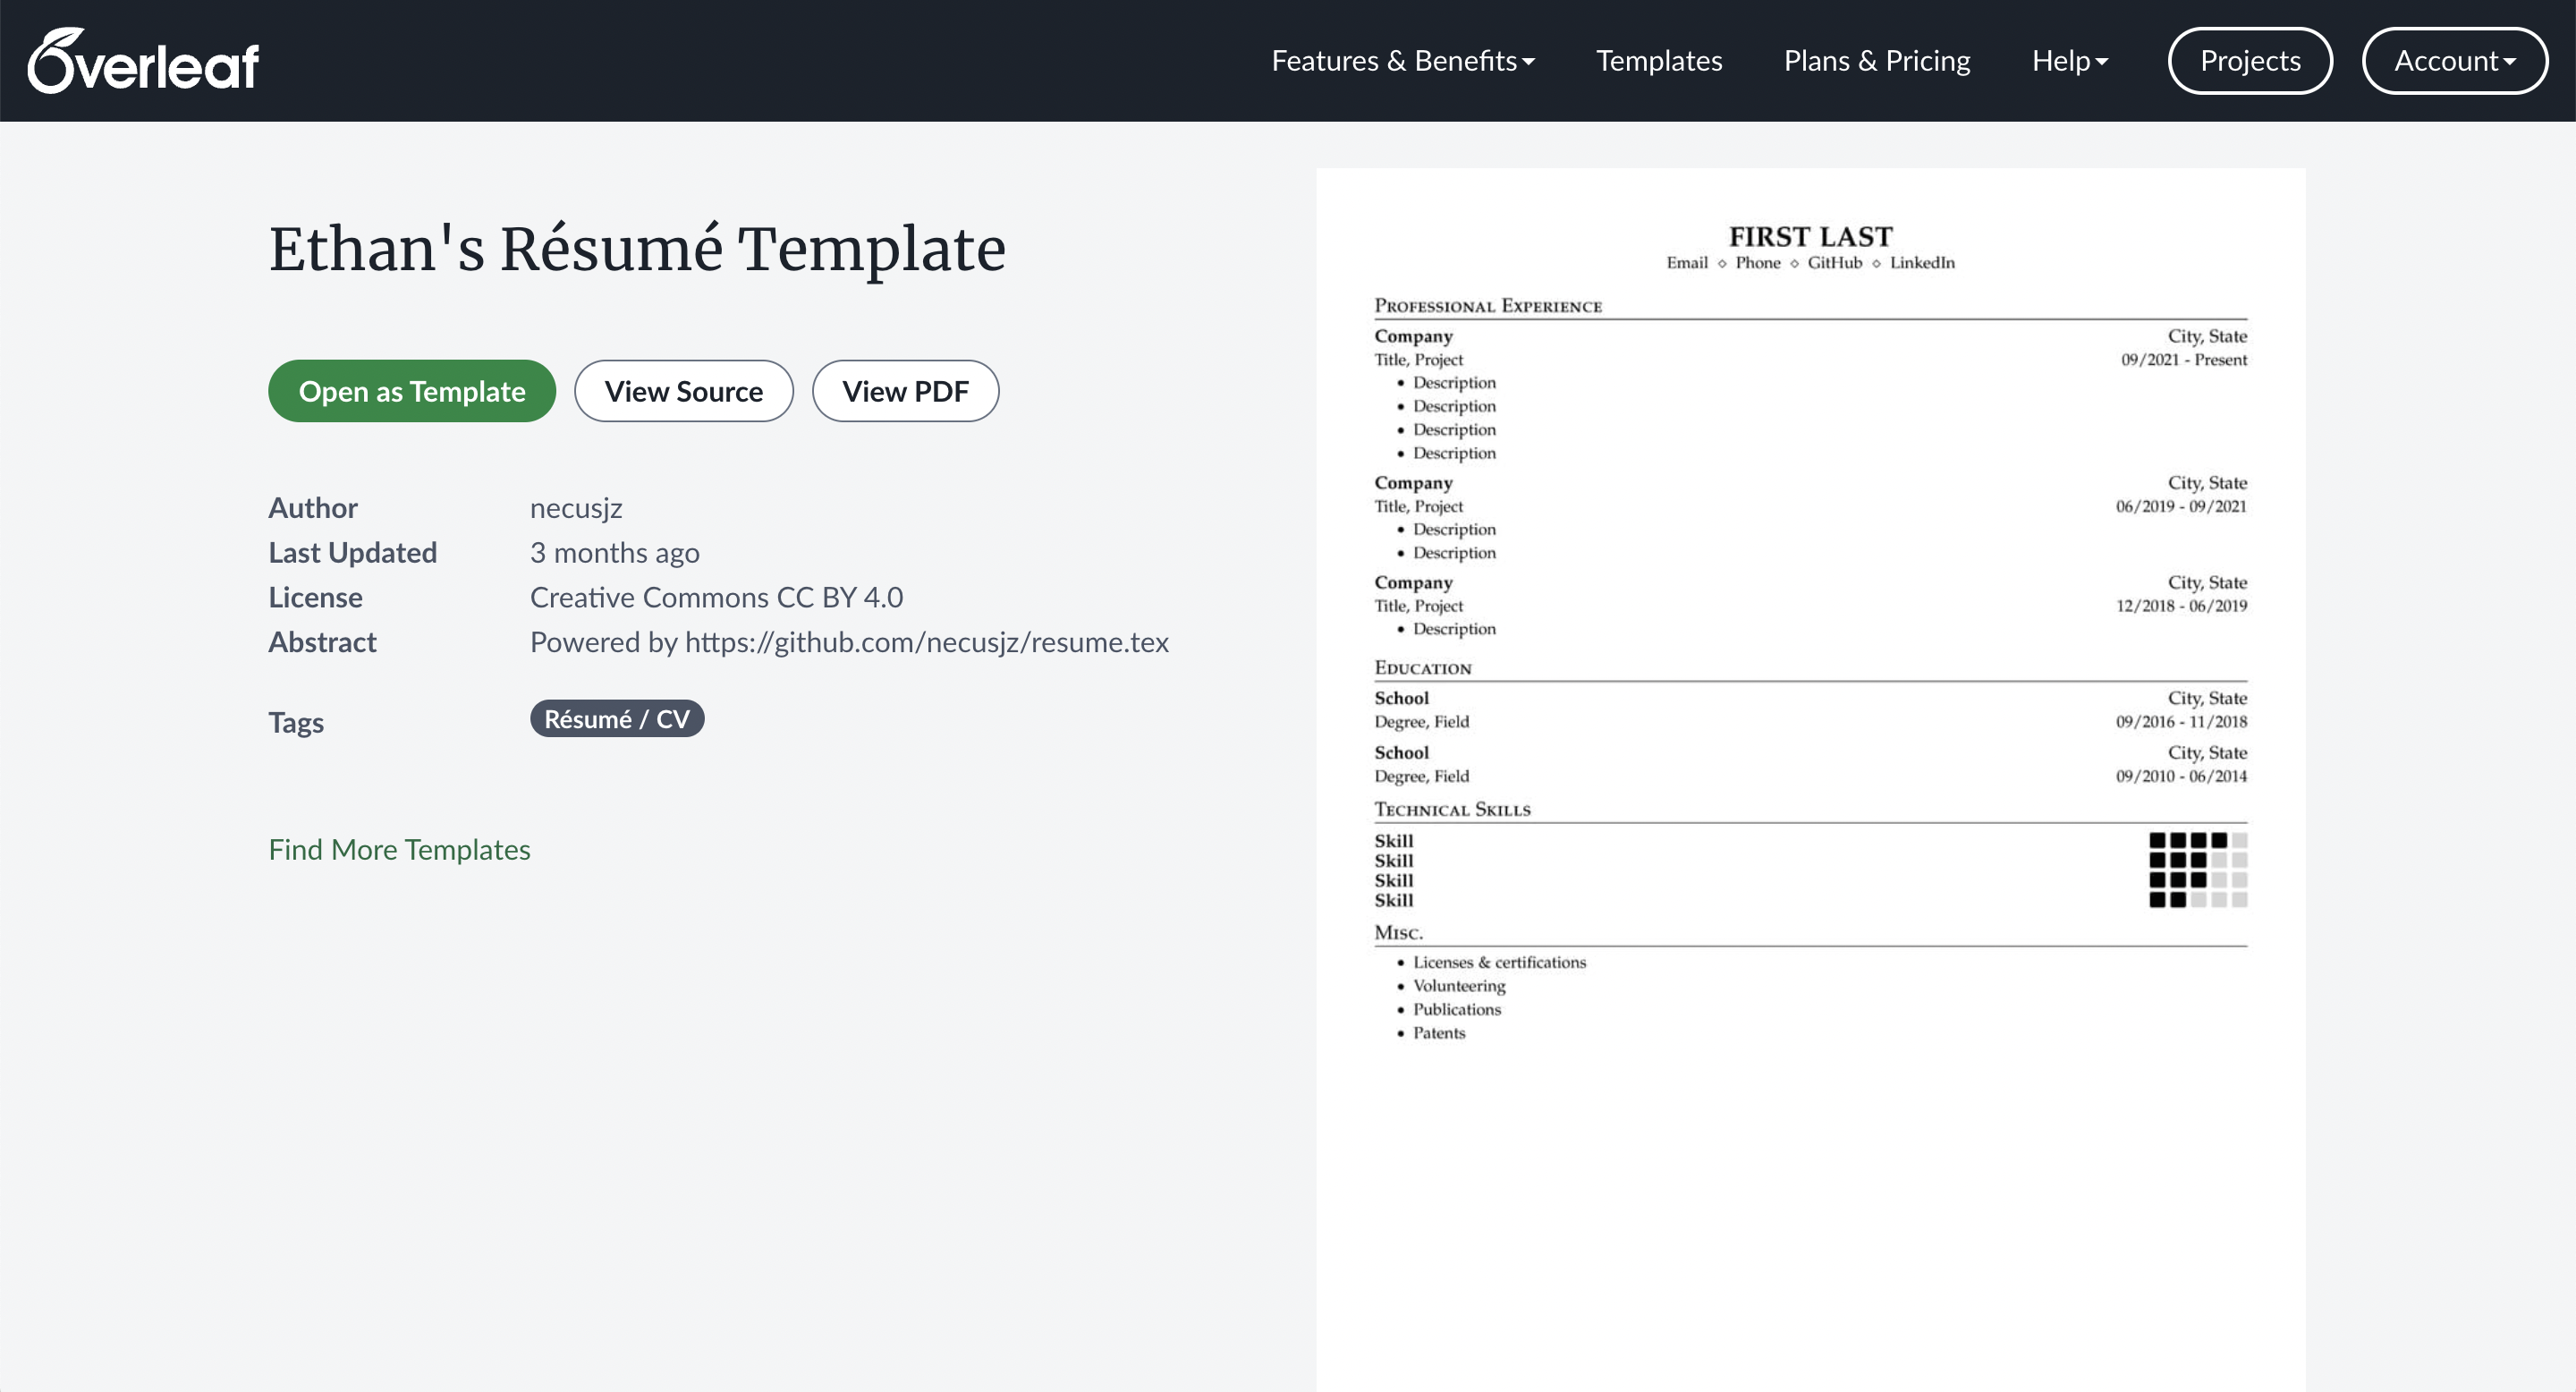 Overleaf
Features & Benefits
Templates
Plans & Pricing
Help
Projects
Account
Ethan's Résumé Template
Open as Template
View Source
View PDF
Author necusjz
Last Updated 3 months ago
License Creative Commons CC BY 4.0
Abstract Powered by https://github.com/necusjz/resume.tex
Tags Résumé / CV
Find More Templates
FIRST LAST
Email ⋄ Phone ⋄ GitHub ⋄ LinkedIn
Professional Experience
Company City, State
Title, Project 09/2021 - Present
• Description
• Description
• Description
• Description
Company City, State
Title, Project 06/2019 - 09/2021
• Description
• Description
Company City, State
Title, Project 12/2018 - 06/2019
• Description
Education
School City, State
Degree, Field 09/2016 - 11/2018
School City, State
Degree, Field 09/2010 - 06/2014
Technical Skills
Skill
Skill
Skill
Skill
Misc.
• Licenses & certifications
• Volunteering
• Publications
• Patents